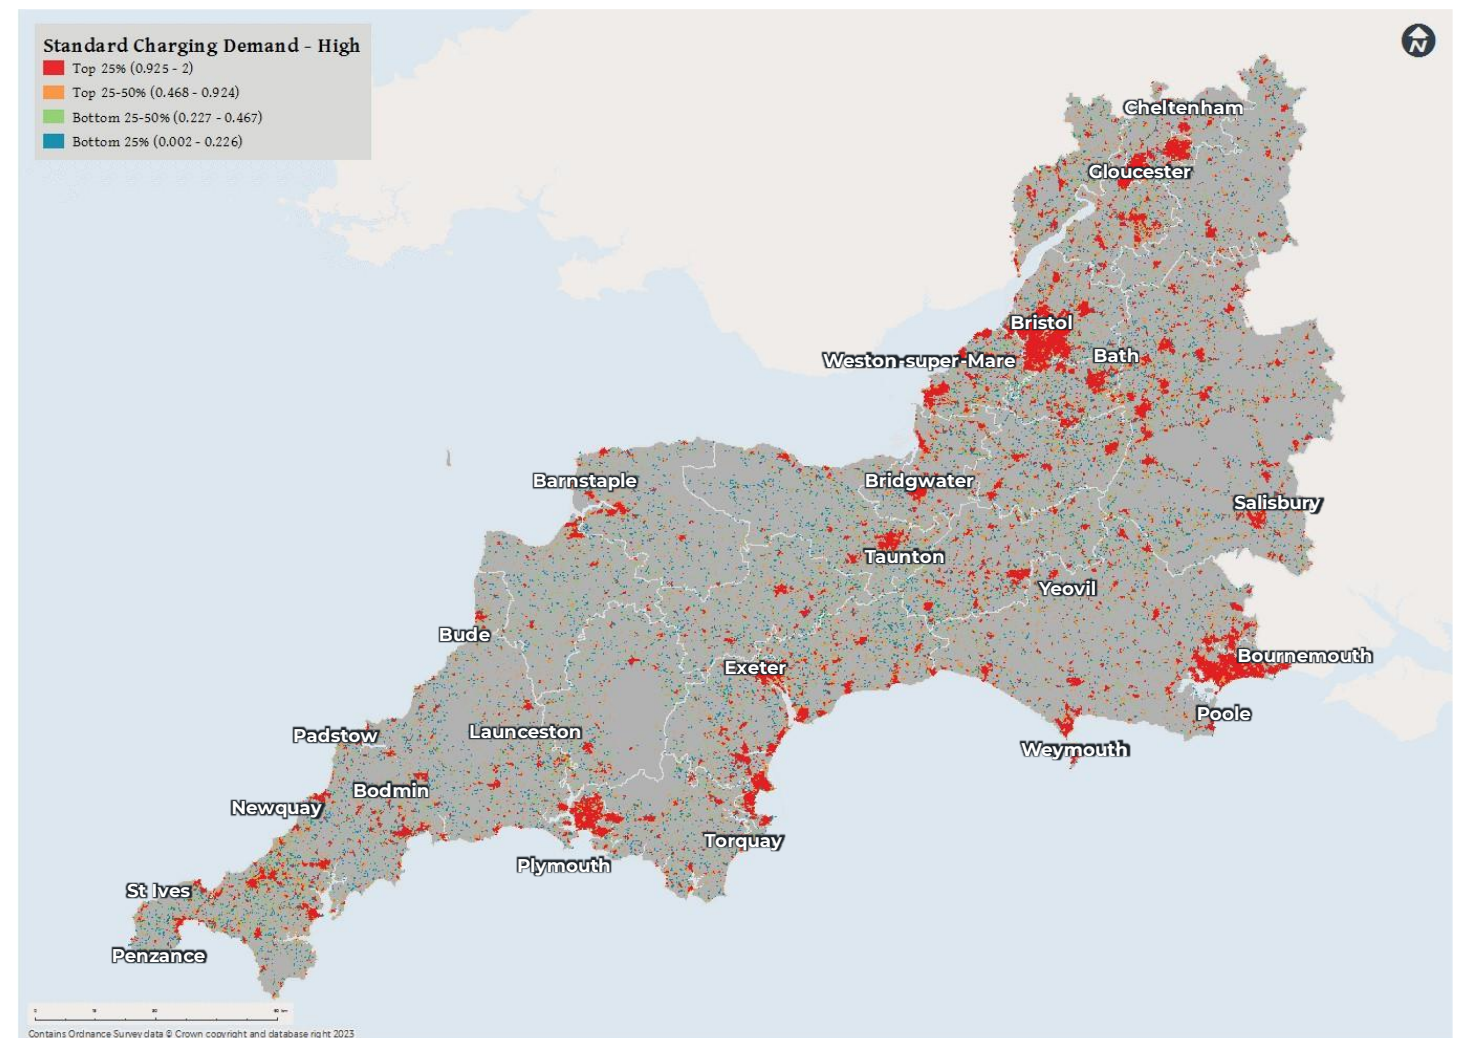 Standard Charging Demand - High
Top 25% (0.925 - 2)
Top 25-50% (0.468 - 0.924)
Bottom 25-50% (0.227 - 0.467)
Bottom 25% (0.002 - 0.226)
N
Cheltenham
Gloucester
Bristol
Weston-super-Mare
Bath
Barnstaple
Bridgwater
Salisbury
Taunton
Yeovil
Bude
Bournemouth
Exeter
Poole
Padstow
Launceston
Weymouth
Bodmin
Newquay
Torquay
Plymouth
St Ives
Penzance
Contains Ordnance Survey data © Crown copyright and database right 2023